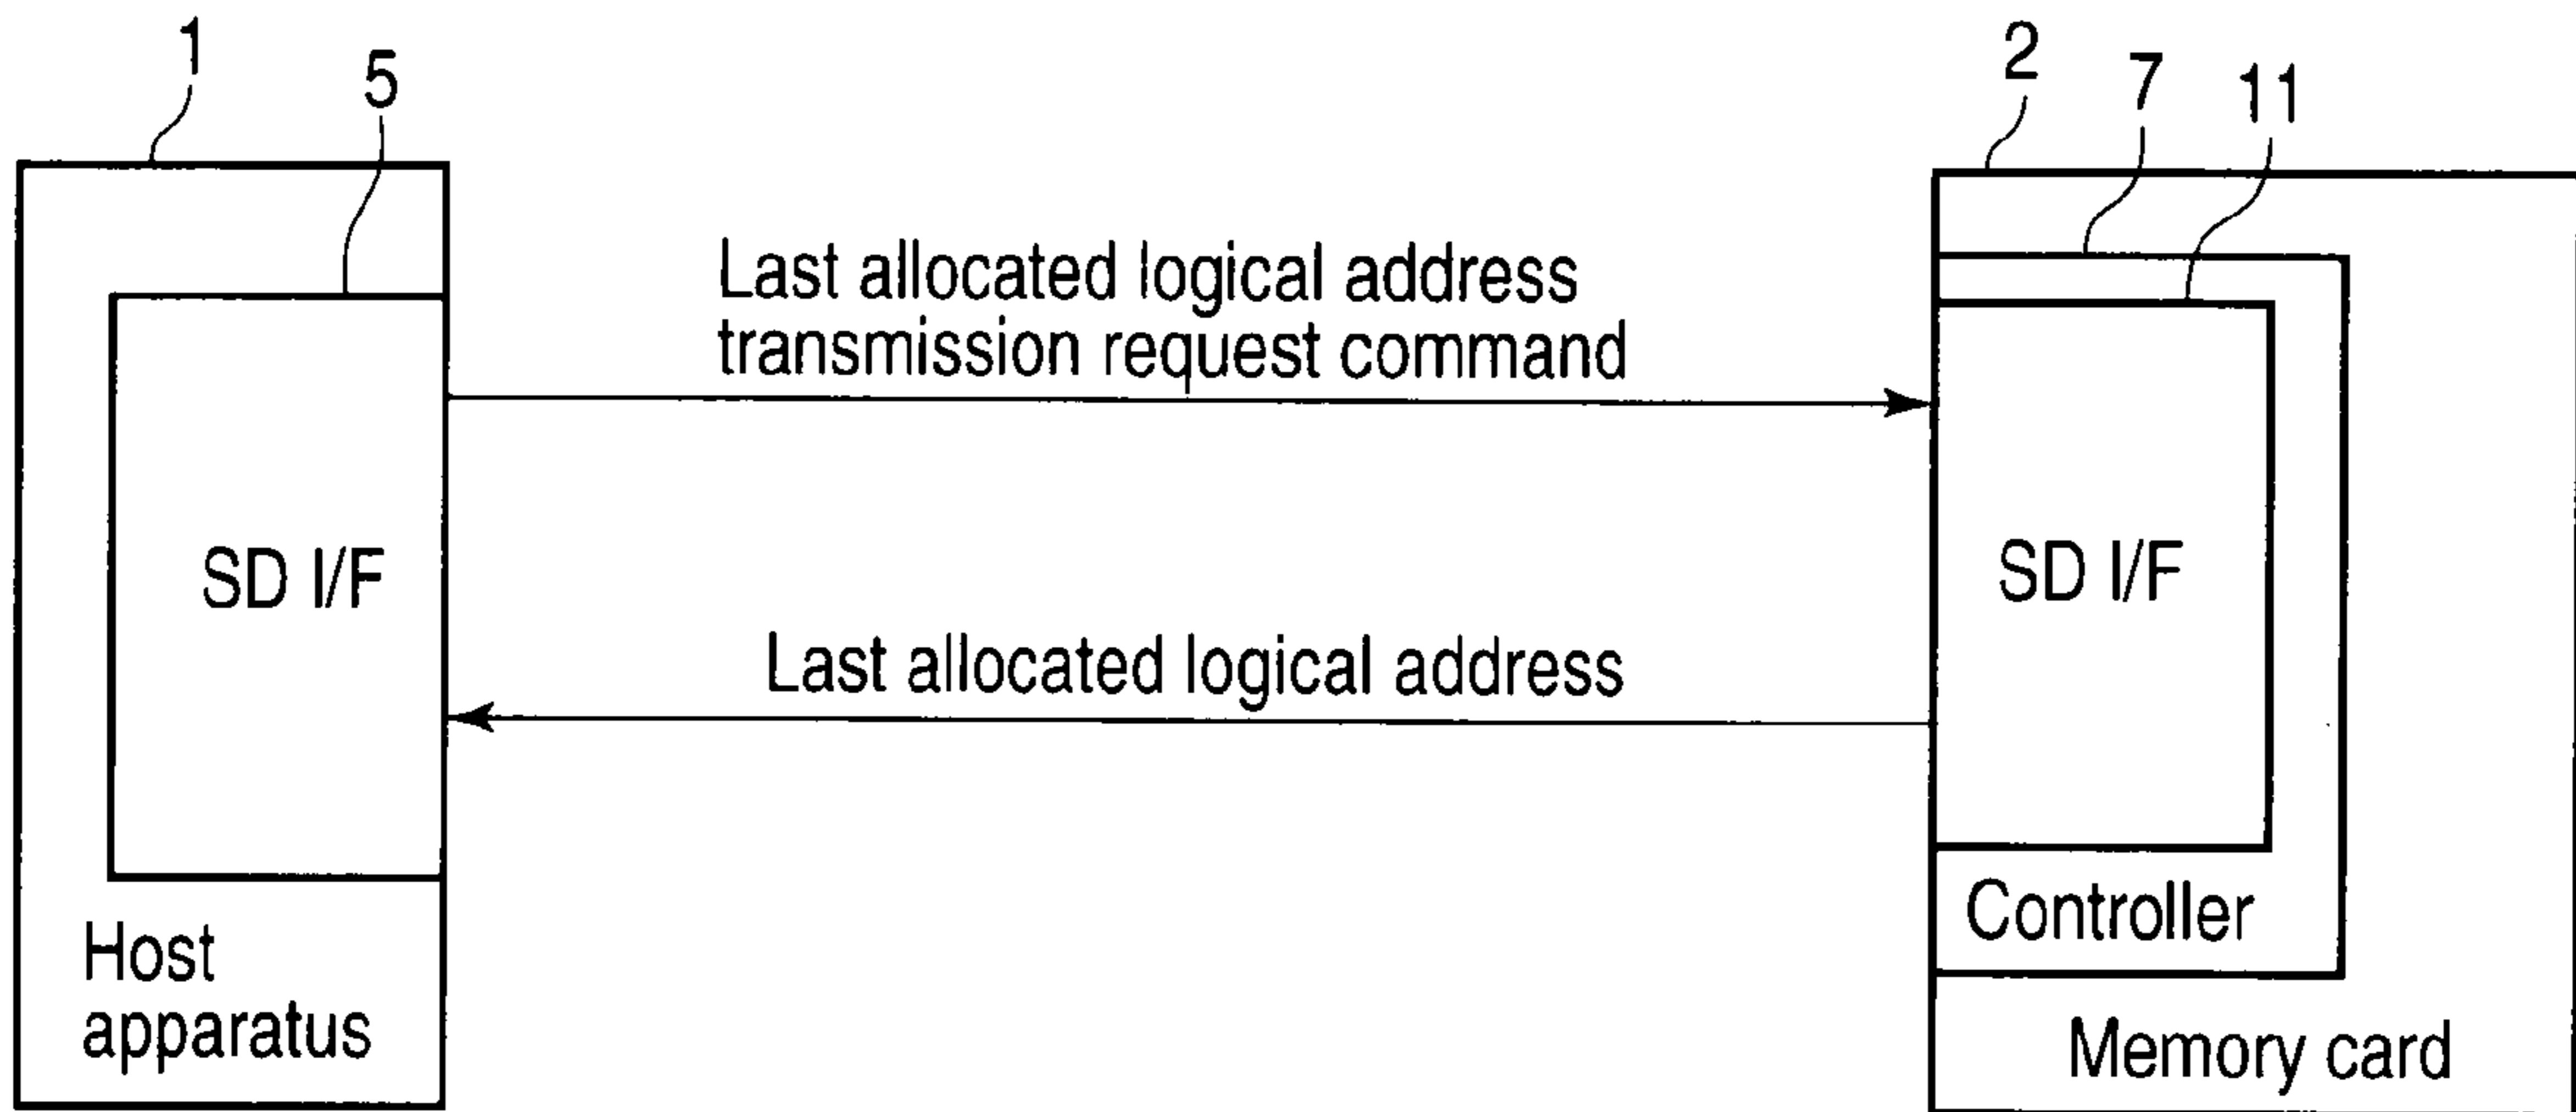 1
5
2
7
11
Last allocated logical address
transmission request command
SD I/F
SD I/F
Last allocated logical address
Controller
Host
apparatus
Memory card